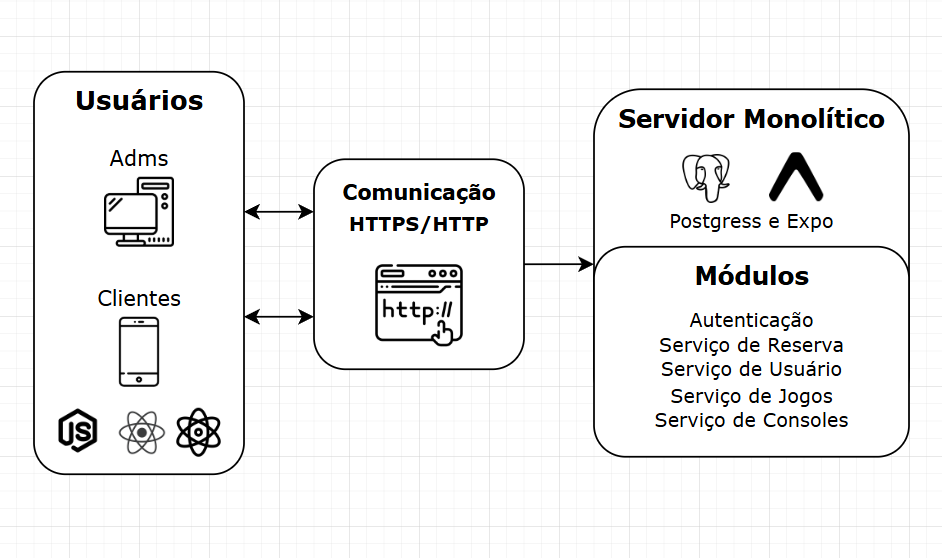 Usuários
Adms
Clientes
JS
Comunicação
HTTPS/HTTP
http://
Servidor Monolítico
Postgress e Expo
Módulos
Autenticação
Serviço de Reserva
Serviço de Usuário
Serviço de Jogos
Serviço de Consoles